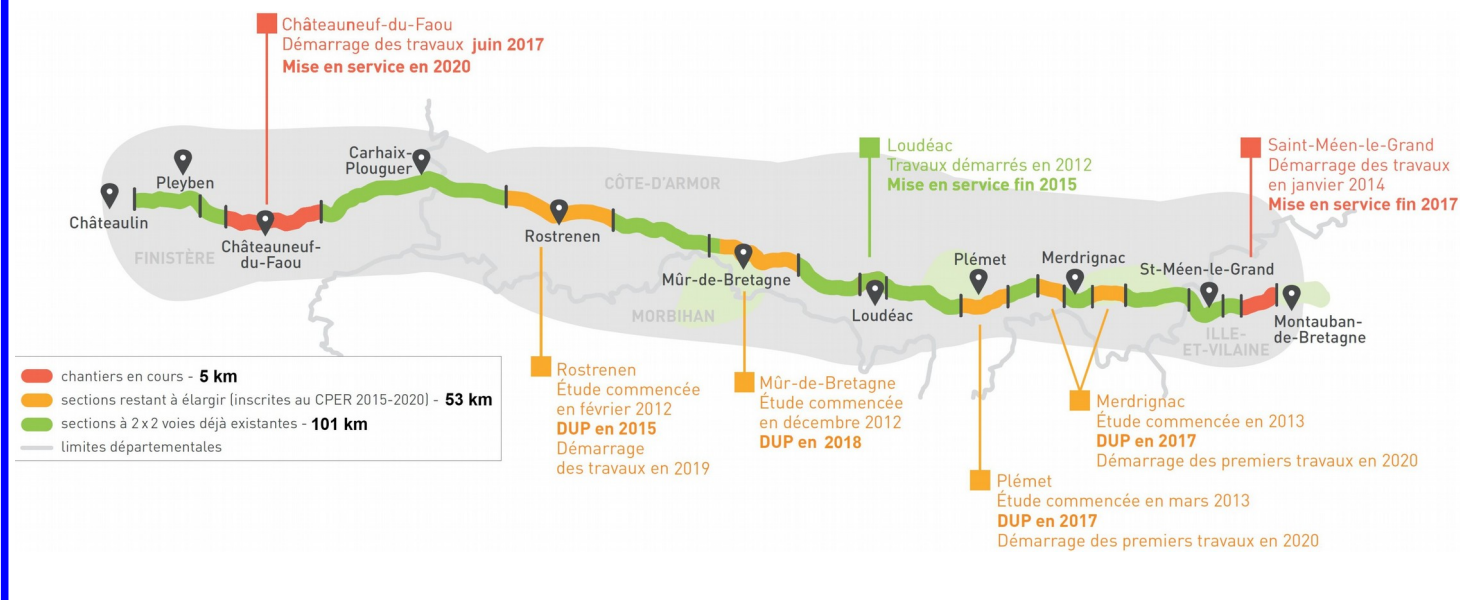 Châteauneuf-du-Faou
Démarrage des travaux juin 2017
Mise en service en 2020
Loudéac
Travaux démarrés en 2012
Mise en service fin 2015
Saint-Méen-le-Grand
Démarrage des travaux
en janvier 2014
Mise en service fin 2017
Châteaulin
Pleyben
Châteauneuf-
du-Faou
Carhaix-
Plouguer
Rostrenen
Mûr-de-Bretagne
Loudéac
Plémet
Merdrignac
St-Méen-le-Grand
Montauban-
de-Bretagne
FINISTÈRE
CÔTE-D'ARMOR
MORBIHAN
ILLE-
ET-VILAINE
chantiers en cours - 5 km
sections restant à élargir (inscrites au CPER 2015-2020) - 53 km
sections à 2x2 voies déjà existantes - 101 km
limites départementales
Rostrenen
Étude commencée
en février 2012
DUP en 2015
Démarrage
des travaux en 2019
Mûr-de-Bretagne
Étude commencée
en décembre 2012
DUP en 2018
Merdrignac
Étude commencée en 2013
DUP en 2017
Démarrage des premiers travaux en 2020
Plémet
Étude commencée en mars 2013
DUP en 2017
Démarrage des premiers travaux en 2020